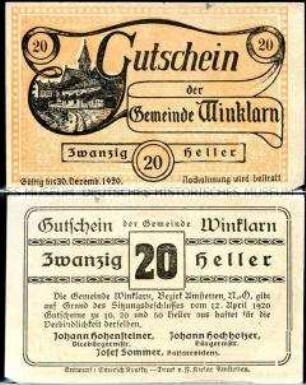 20 Gutschein 20
der
Gemeinde Winklarn
Zwanzig 20 Heller
Gültig bis 30. Dezemb. 1920. Nachahmung wird bestraft
Gutschein der Gemeinde Winklarn
Zwanzig 20 Heller
Die Gemeinde Winklarn, Bezirk Amstetten, N.-Ö., gibt
auf Grund des Sitzungsbeschlusses vom 12. April 1920
Gutscheine zu 10, 20 und 50 Heller aus und haftet für die
Verbindlichkeit derselben.
Johann Hohensteiner, Johann Hochholzer,
Vicebürgermstr. Bürgermstr.
Josef Sommer,
Druck v.
Amstetten.